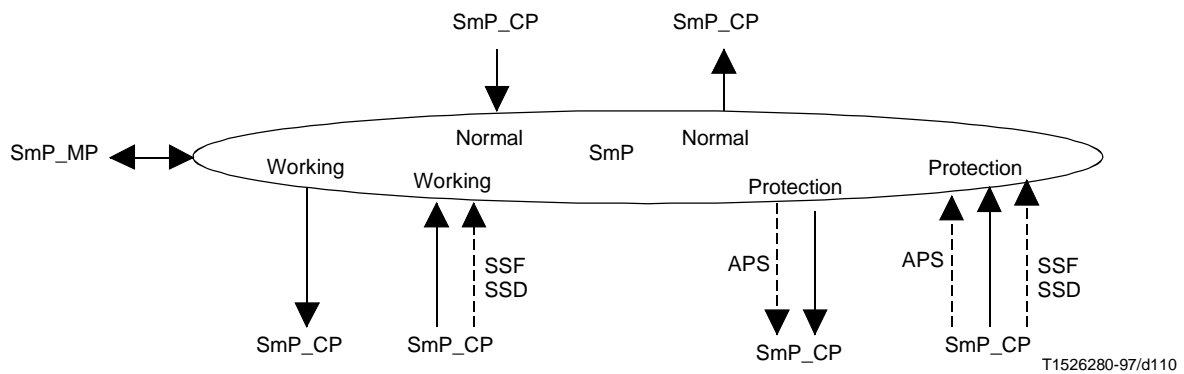 SmP_CP SmP_CP
Normal SmP Normal
SmP_MP
Working Working Protection Protection
APS APS
SSF SSF
SSD SSD
SmP_CP SmP_CP SmP_CP SmP_CP
T1526280-97/d110